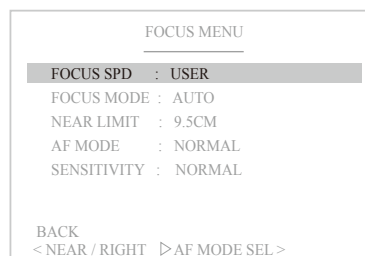 FOCUS MENU
FOCUS SPD : USER
FOCUS MODE : AUTO
NEAR LIMIT : 9.5CM
AF MODE : NORMAL
SENSITIVITY : NORMAL
BACK
< NEAR / RIGHT ▷ AF MODE SEL >